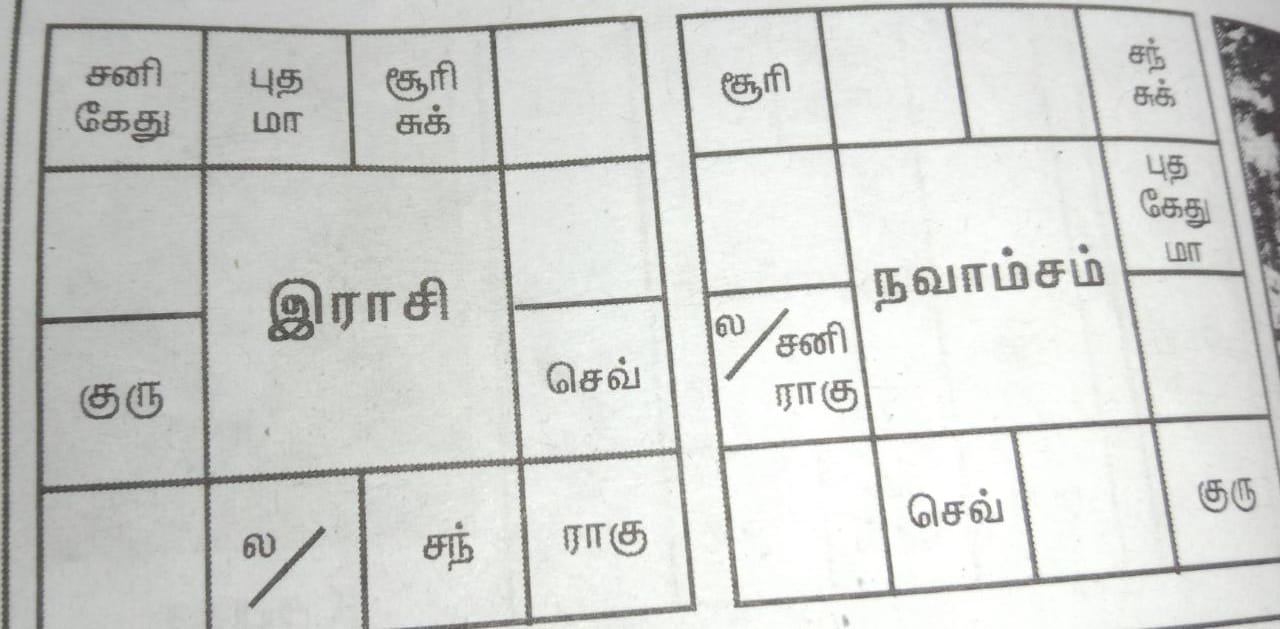 சனி
கேது
புத
மா
சூரி
சுக்
இராசி
குரு
செவ்
ல/
சந்
ராகு
சூரி
சந்
சுக்
புத
கேது
மா
நவாம்சம்
ல/சனி
ராகு
செவ்
குரு